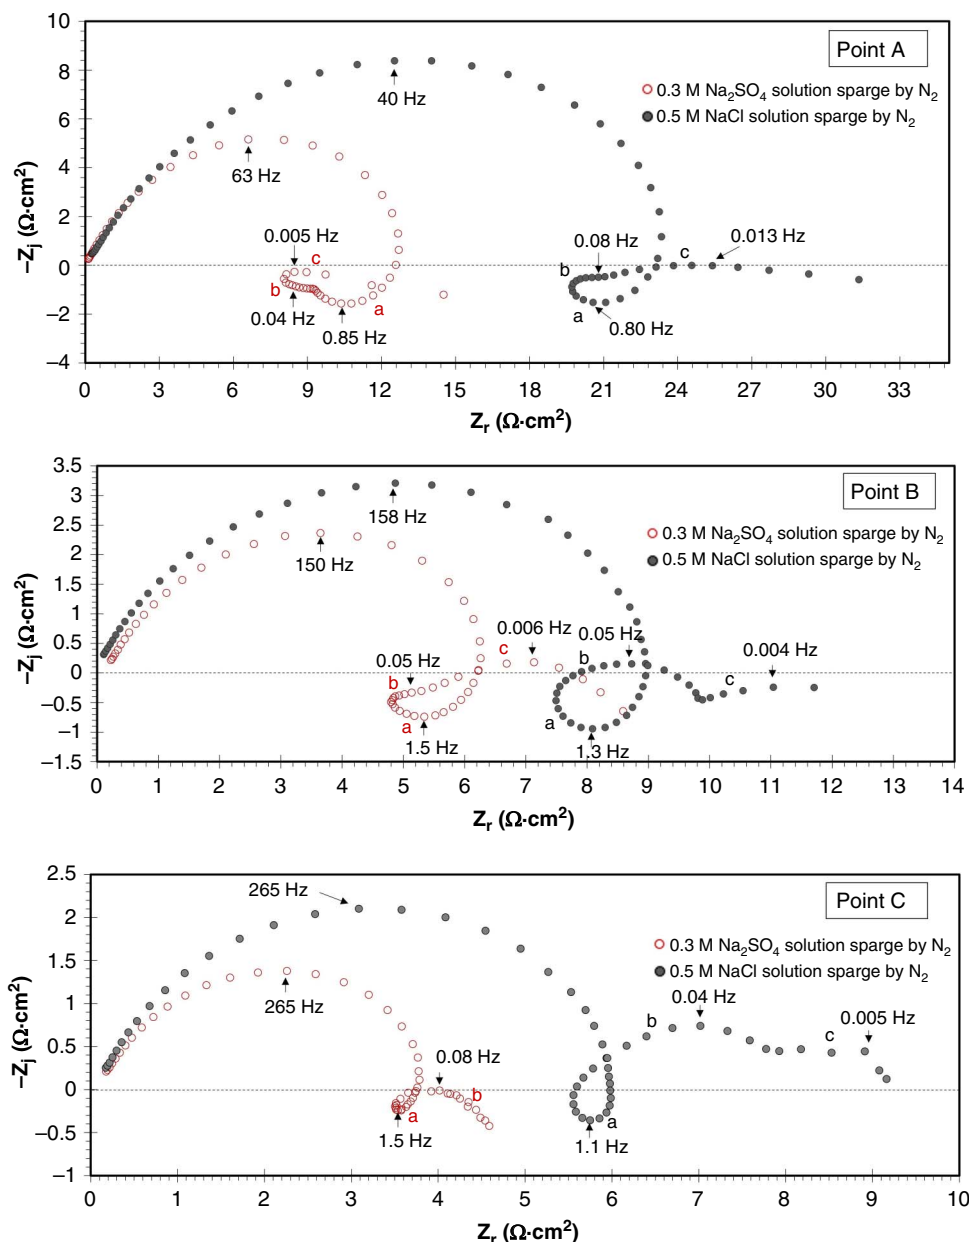 Point A
0.3 M Na₂SO₄ solution sparge by N₂
0.5 M NaCl solution sparge by N₂
–Zⱼ (Ω·cm²)
10
8
6
4
2
0
–2
–4
40 Hz
63 Hz
0.005 Hz
c
b
0.04 Hz
a
0.85 Hz
0.08 Hz
b
c
0.013 Hz
a
0.80 Hz
0 3 6 9 12 15 18 21 24 27 30 33
Zᵣ (Ω·cm²)
Point B
0.3 M Na₂SO₄ solution sparge by N₂
0.5 M NaCl solution sparge by N₂
–Zⱼ (Ω·cm²)
3.5
3
2.5
2
1.5
1
0.5
0
–0.5
–1
–1.5
158 Hz
150 Hz
0.006 Hz
c
0.05 Hz
b
0.05 Hz
b
0.004 Hz
c
a
a
1.5 Hz
1.3 Hz
0 1 2 3 4 5 6 7 8 9 10 11 12 13 14
Zᵣ (Ω·cm²)
Point C
0.3 M Na₂SO₄ solution sparge by N₂
0.5 M NaCl solution sparge by N₂
–Zⱼ (Ω·cm²)
2.5
2
1.5
1
0.5
0
–0.5
–1
265 Hz
265 Hz
0.04 Hz
b
0.005 Hz
c
0.08 Hz
b
a
a
1.5 Hz
1.1 Hz
0 1 2 3 4 5 6 7 8 9 10
Zᵣ (Ω·cm²)